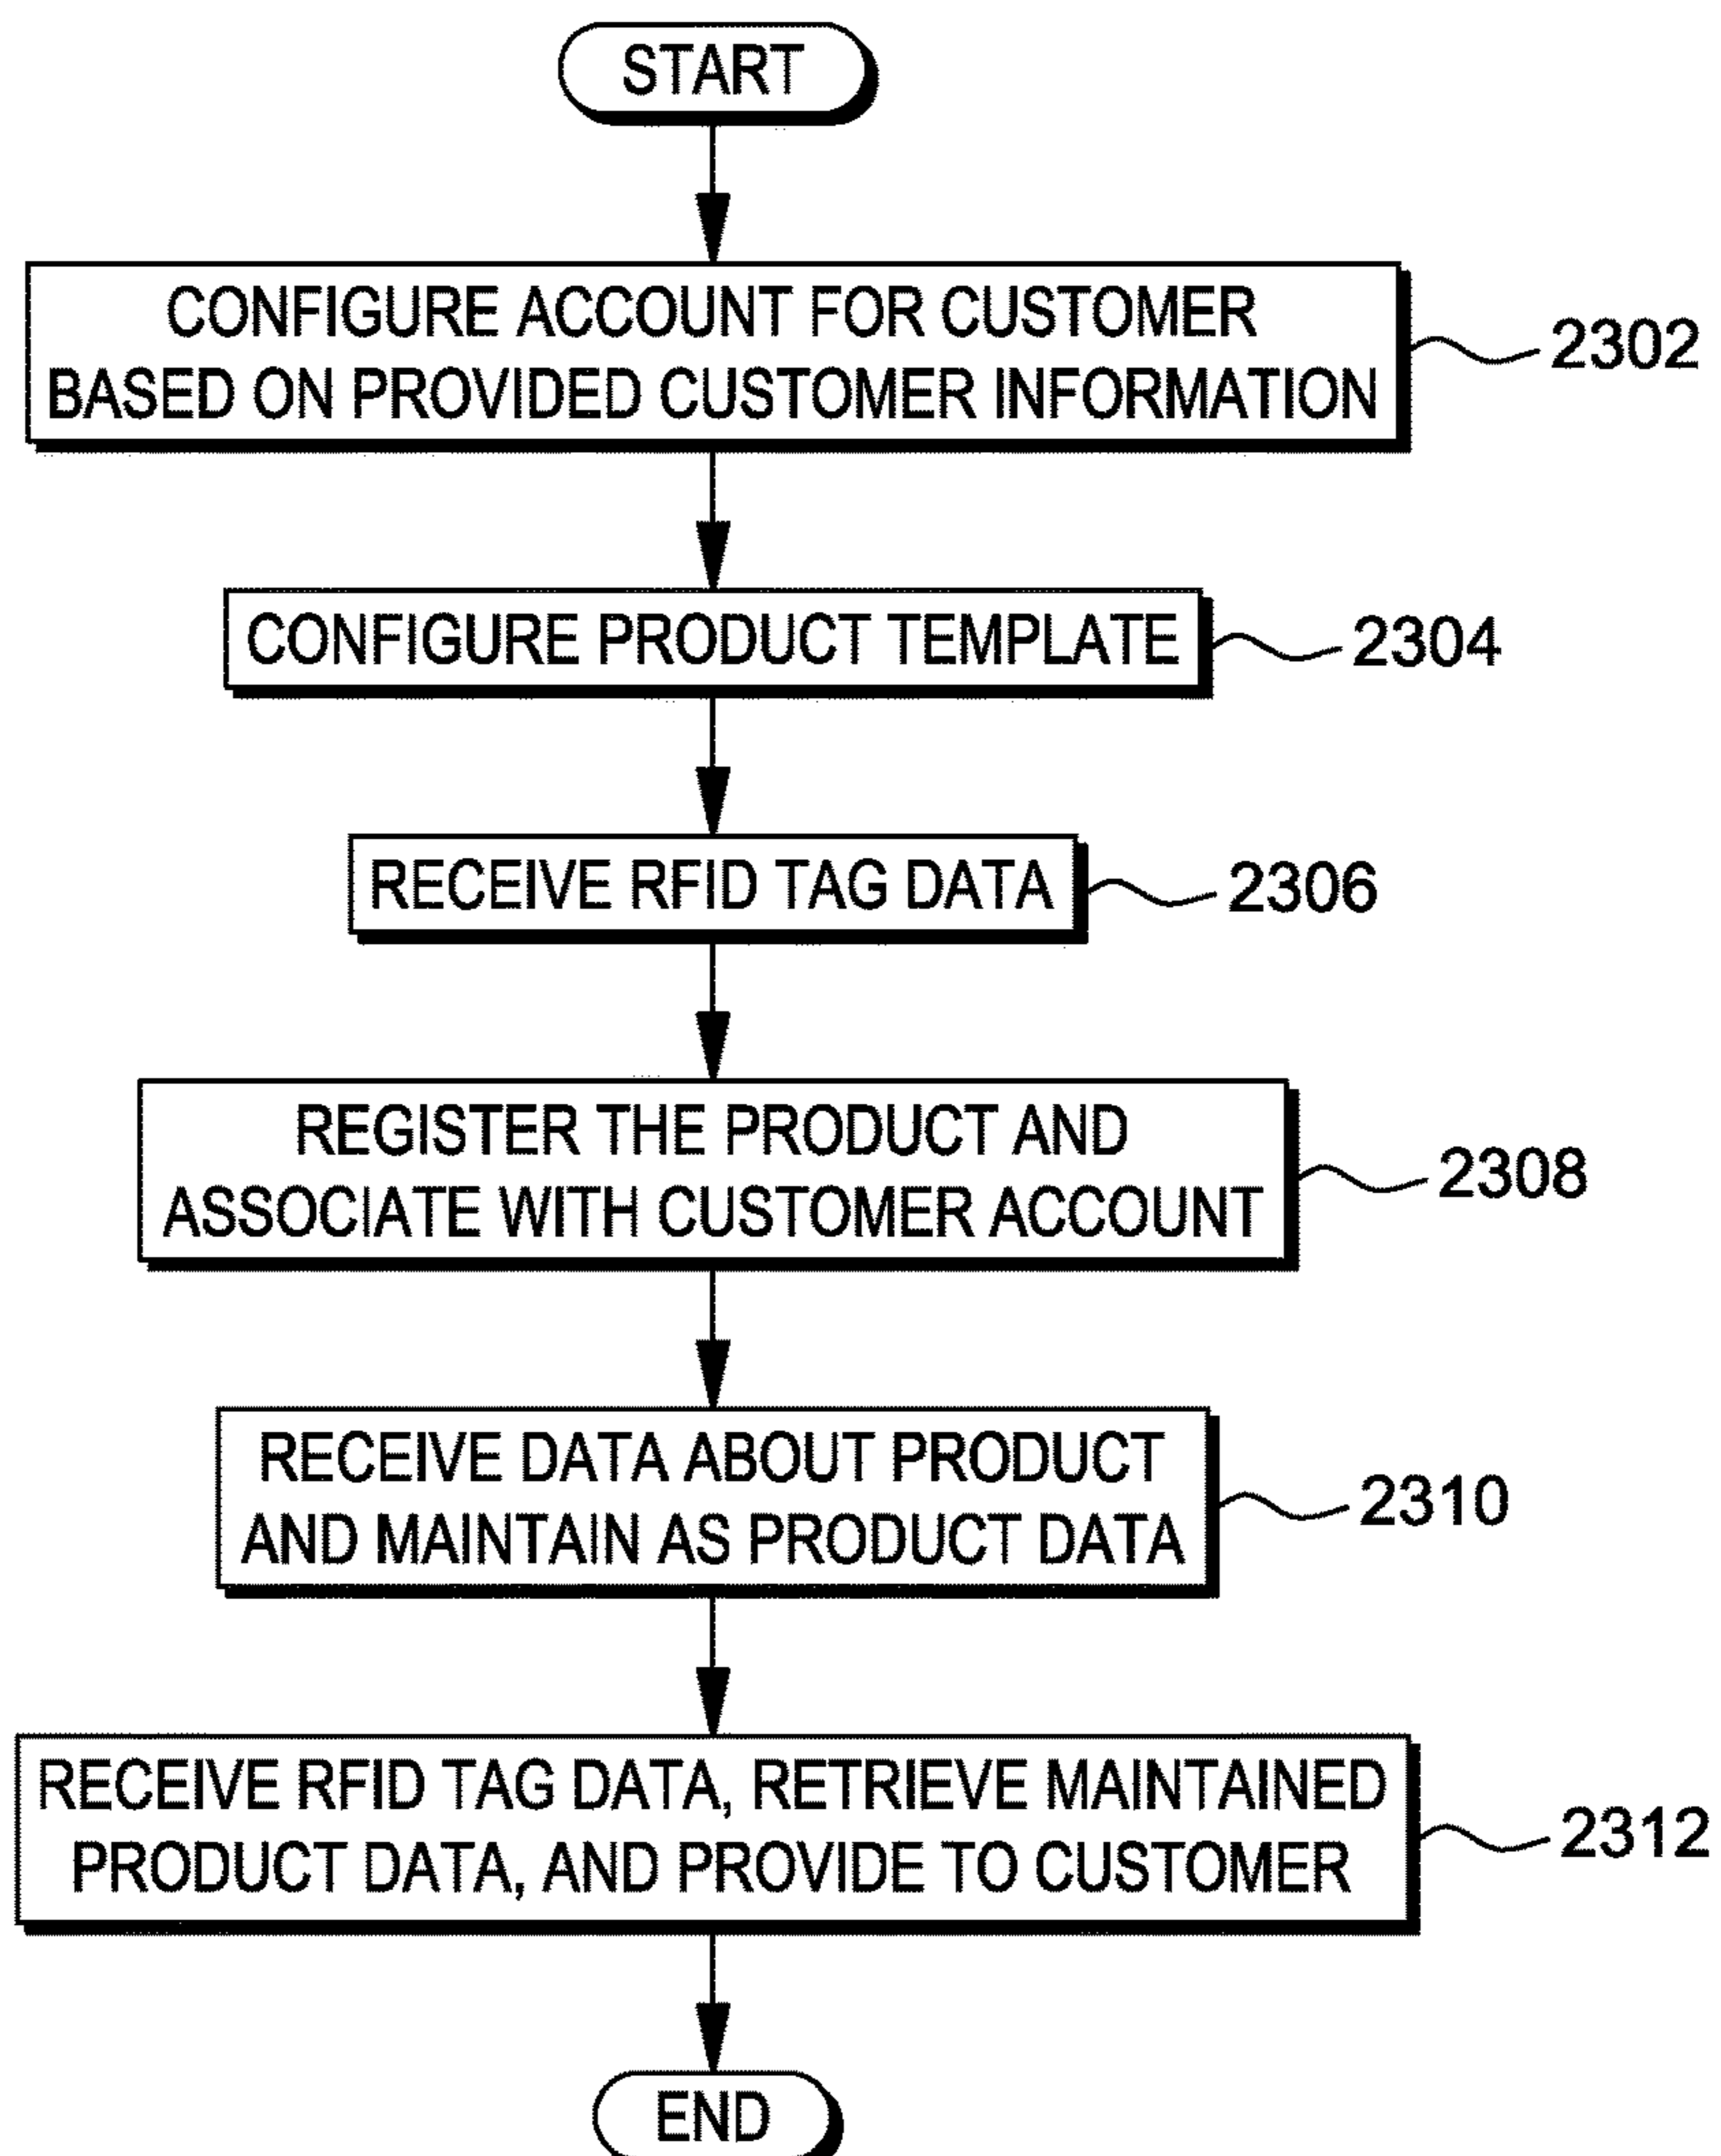 START
CONFIGURE ACCOUNT FOR CUSTOMER
BASED ON PROVIDED CUSTOMER INFORMATION
2302
CONFIGURE PRODUCT TEMPLATE
2304
RECEIVE RFID TAG DATA
2306
REGISTER THE PRODUCT AND
ASSOCIATE WITH CUSTOMER ACCOUNT
2308
RECEIVE DATA ABOUT PRODUCT
AND MAINTAIN AS PRODUCT DATA
2310
RECEIVE RFID TAG DATA, RETRIEVE MAINTAINED
PRODUCT DATA, AND PROVIDE TO CUSTOMER
2312
END